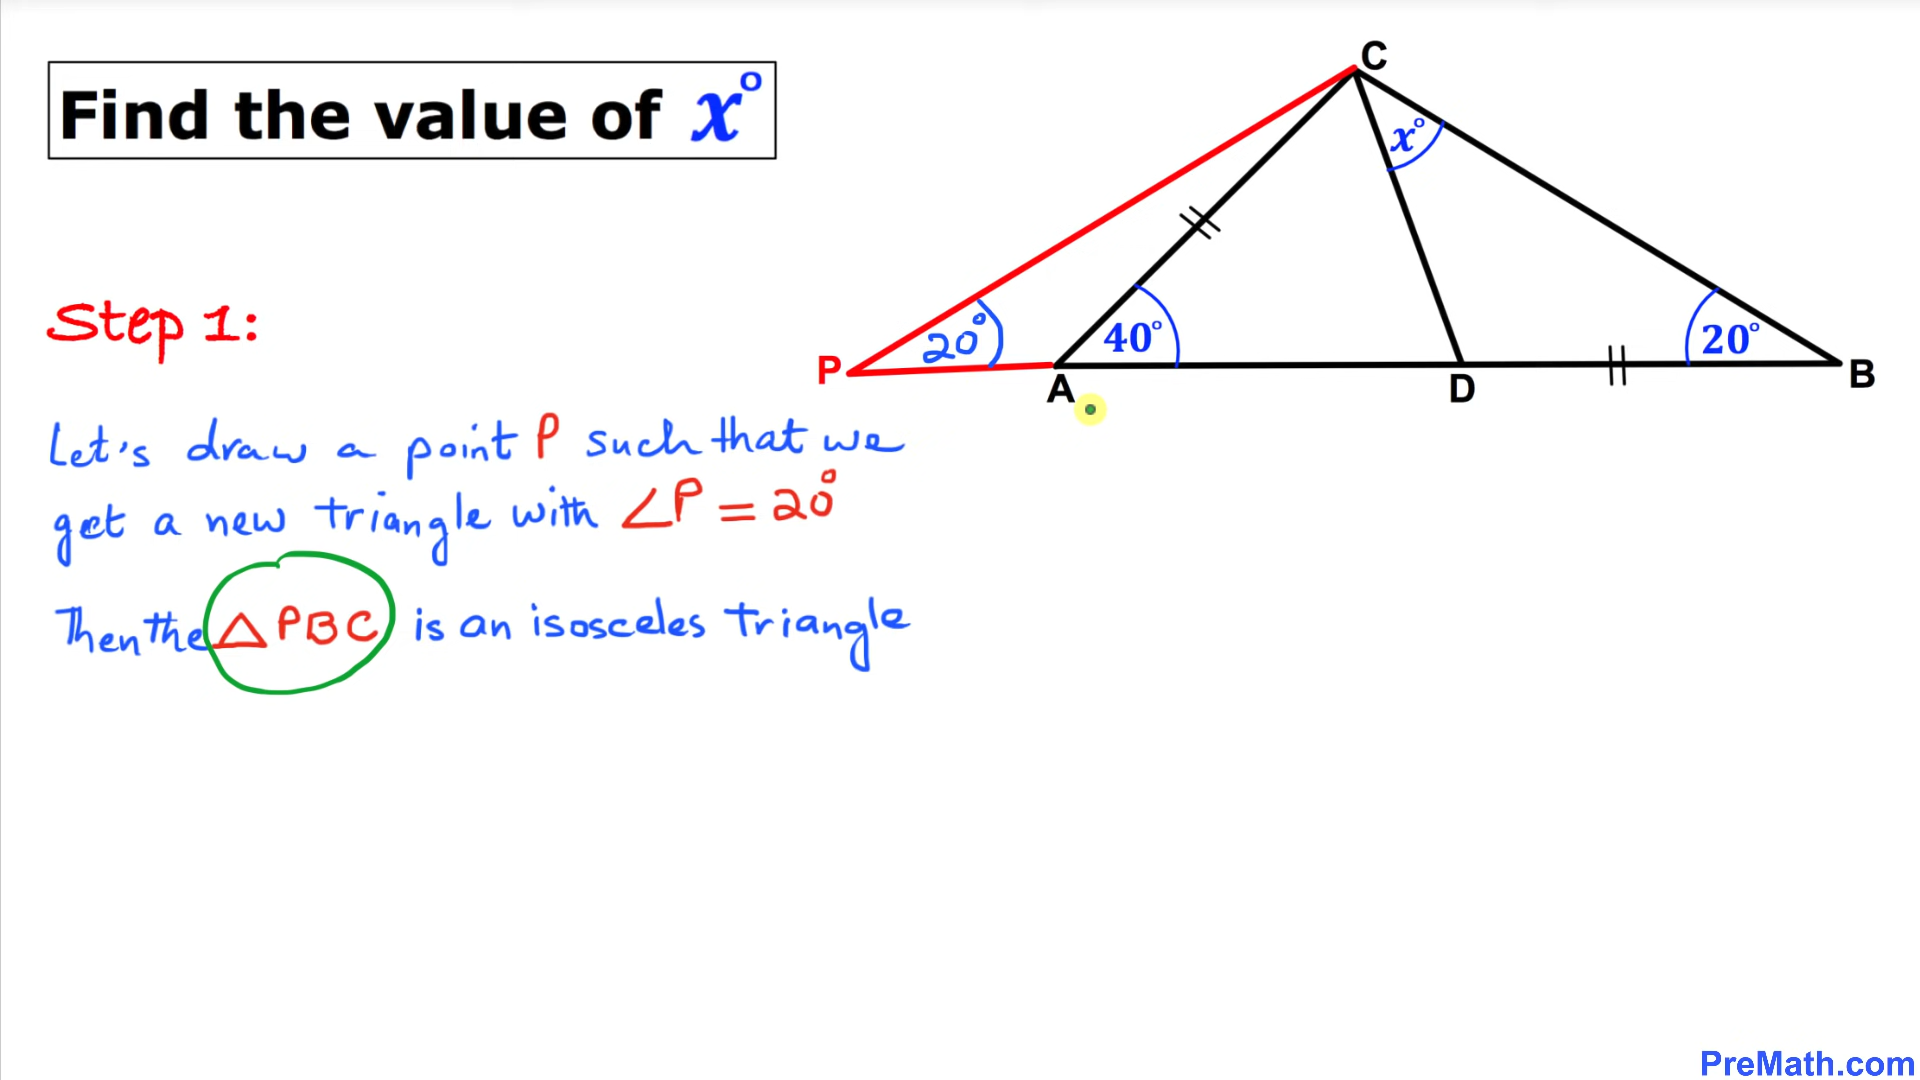 Find the value of x°
C
x°
Step 1:
20°
40°
20°
P
A
D
B
Let's draw a point P such that we
get a new triangle with ∠P = 20°
Then the △PBC is an isosceles triangle
PreMath.com